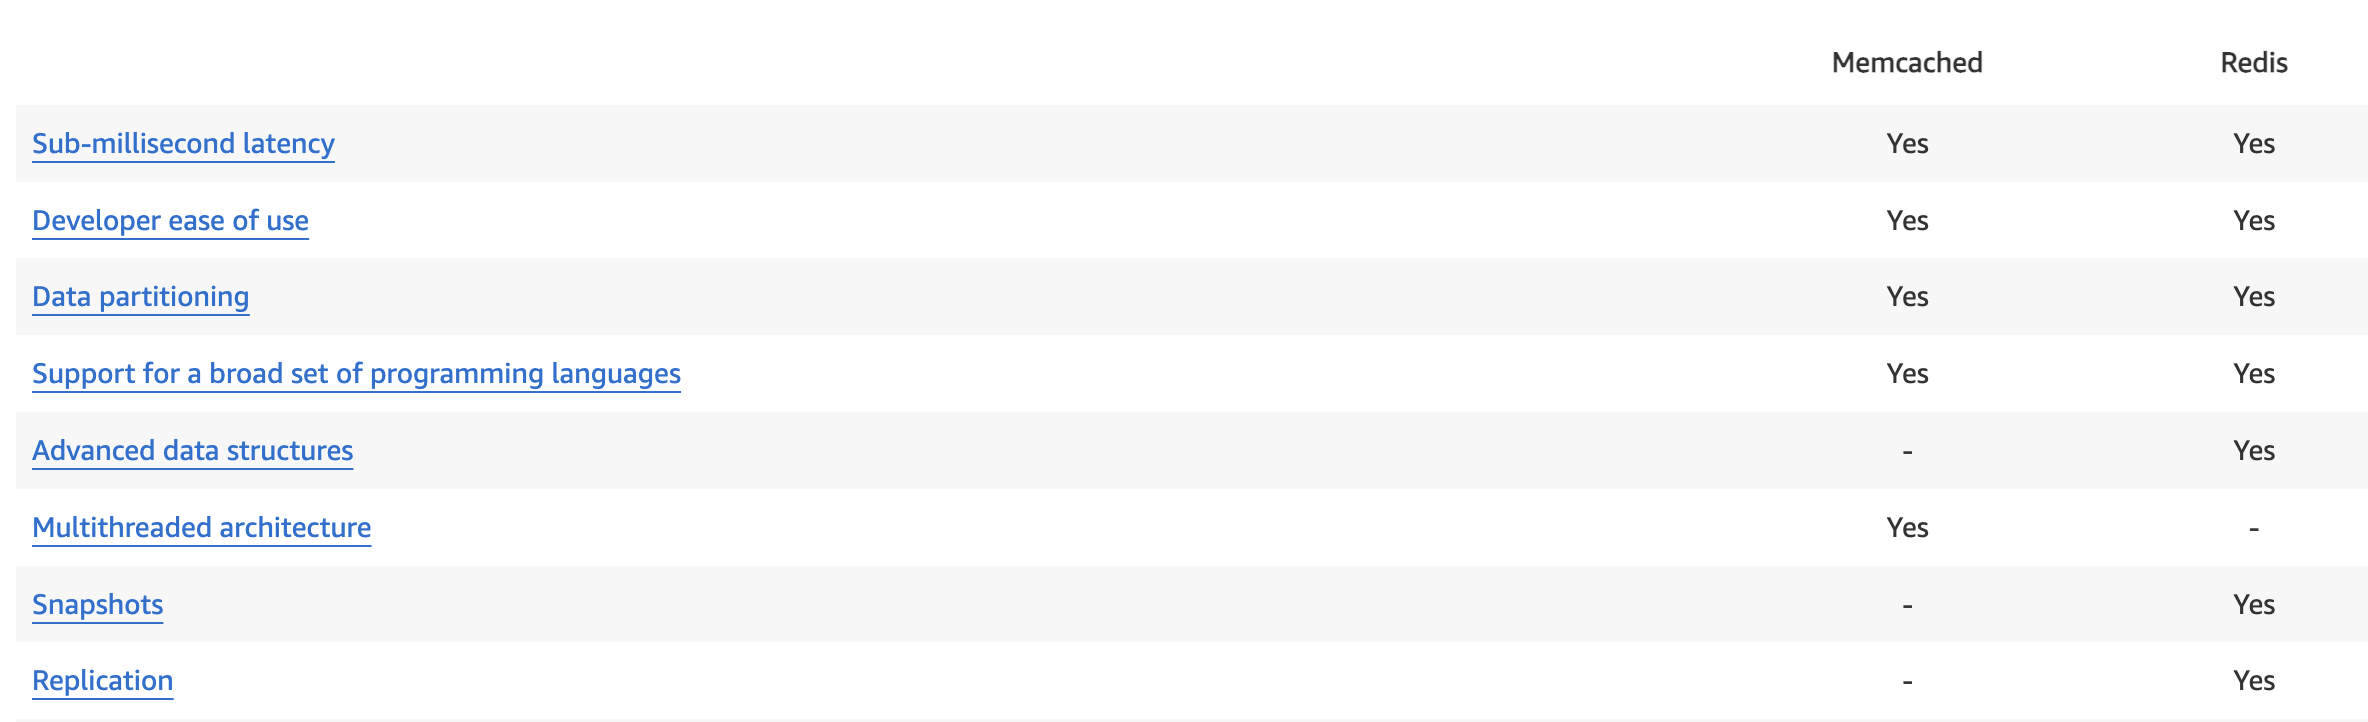 Memcached Redis
Sub-millisecond latency Yes Yes
Developer ease of use Yes Yes
Data partitioning Yes Yes
Support for a broad set of programming languages Yes Yes
Advanced data structures - Yes
Multithreaded architecture Yes -
Snapshots - Yes
Replication - Yes